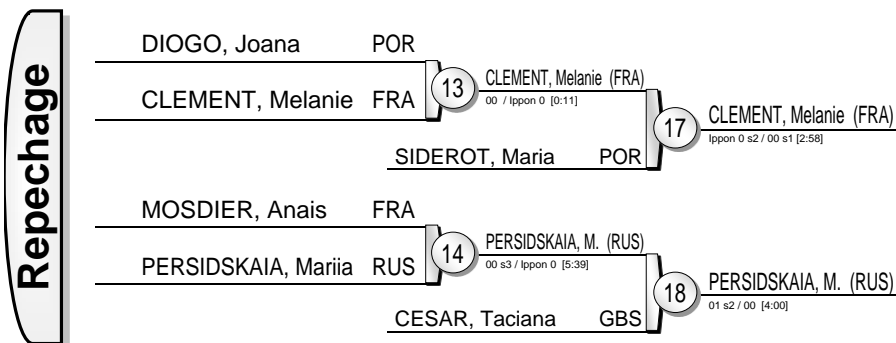 Repechage
DIOGO, Joana POR
CLEMENT, Melanie FRA
13
CLEMENT, Melanie (FRA)
00 / Ippon 0 [0:11]
SIDEROT, Maria POR
17
CLEMENT, Melanie (FRA)
Ippon 0 s2 / 00 s1 [2:58]
MOSDIER, Anais FRA
PERSIDSKAIA, Mariia RUS
14
PERSIDSKAIA, M. (RUS)
00 s3 / Ippon 0 [5:39]
CESAR, Taciana GBS
18
PERSIDSKAIA, M. (RUS)
01 s2 / 00 [4:00]